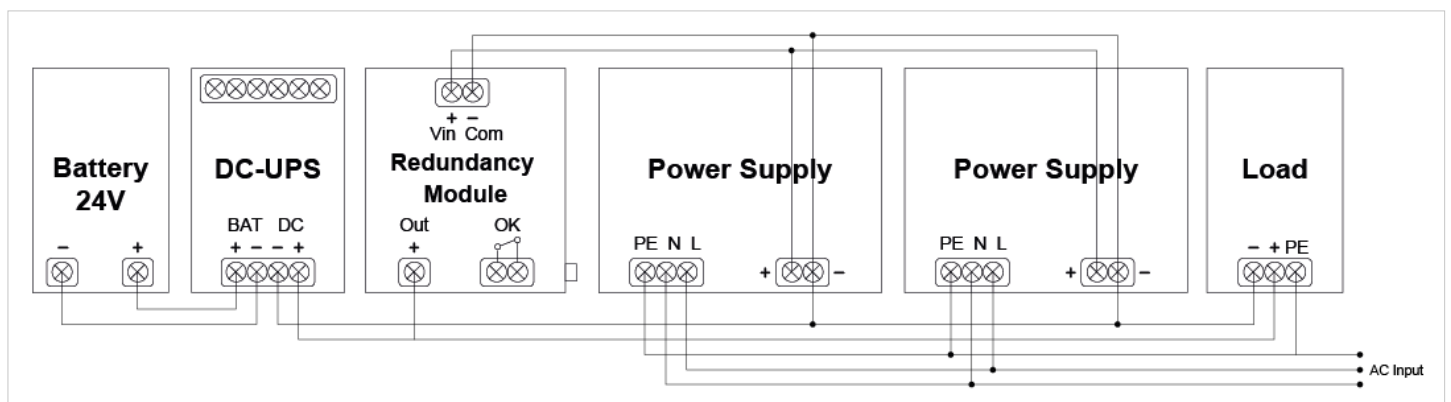 + −
Vin Com
Battery
24V
DC-UPS
Redundancy
Module
Power Supply
Power Supply
Load
BAT DC
Out
OK
PE N L
PE N L
− + PE
− +
+ − − +
+
+ −
+ −
AC Input